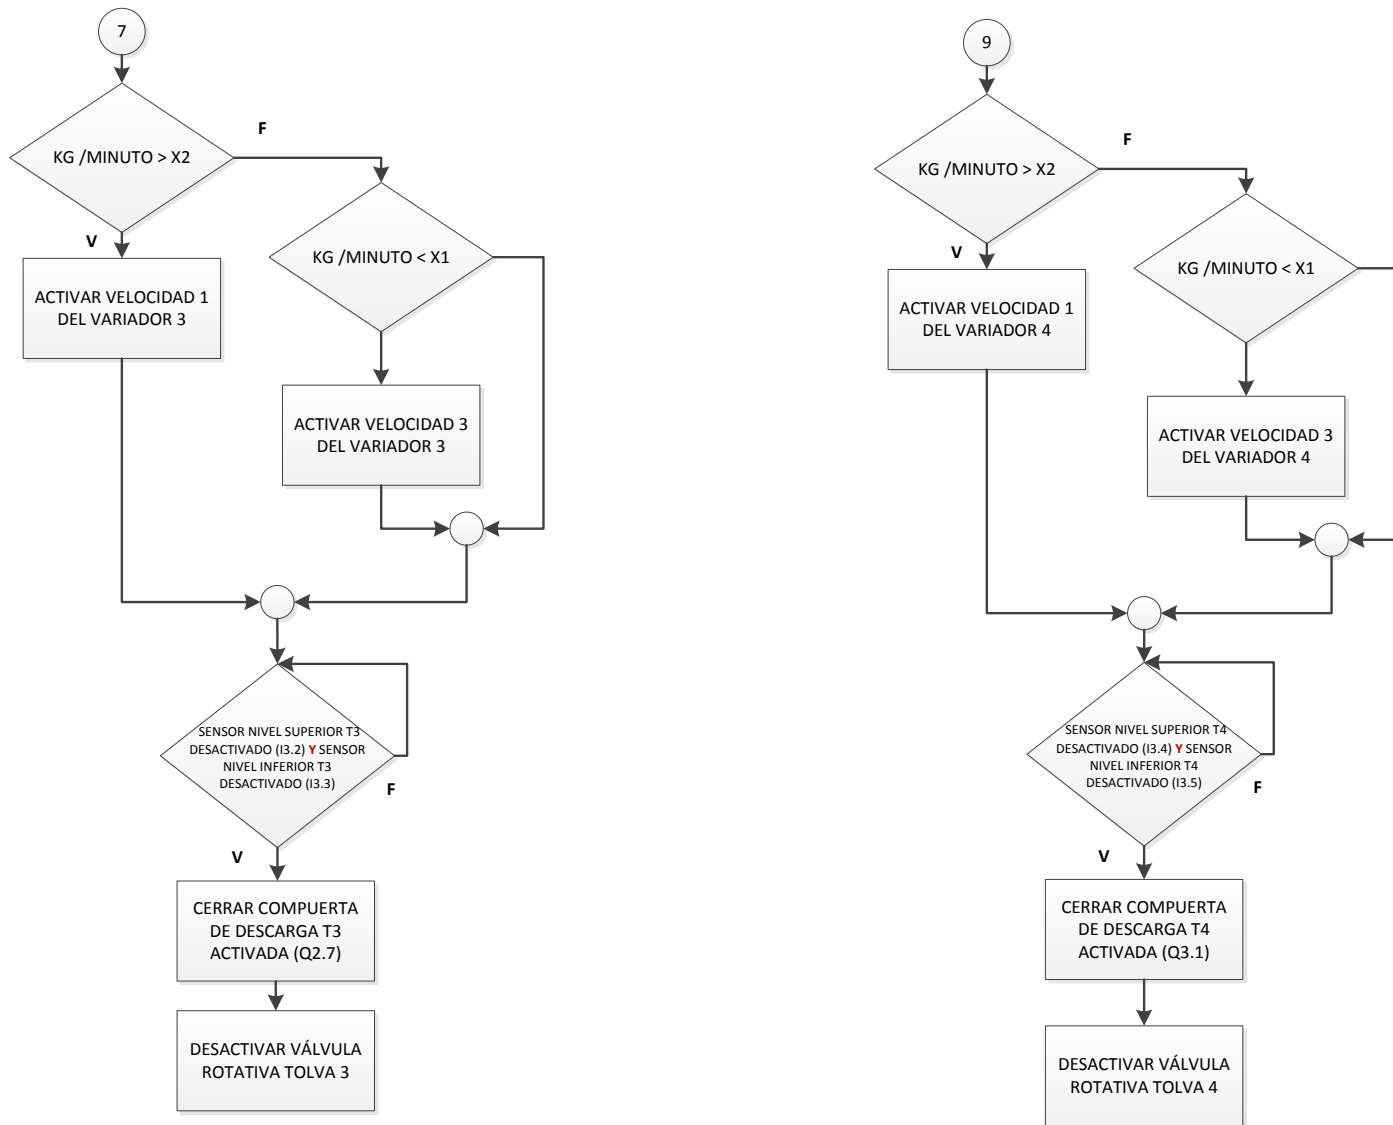 7
KG /MINUTO > X2
F
V
KG /MINUTO < X1
ACTIVAR VELOCIDAD 1
DEL VARIADOR 3
ACTIVAR VELOCIDAD 3
DEL VARIADOR 3
SENSOR NIVEL SUPERIOR T3
DESACTIVADO (I3.2) Y SENSOR
NIVEL INFERIOR T3
DESACTIVADO (I3.3)
F
V
CERRAR COMPUERTA
DE DESCARGA T3
ACTIVADA (Q2.7)
DESACTIVAR VÁLVULA
ROTATIVA TOLVA 3
9
KG /MINUTO > X2
F
V
KG /MINUTO < X1
ACTIVAR VELOCIDAD 1
DEL VARIADOR 4
ACTIVAR VELOCIDAD 3
DEL VARIADOR 4
SENSOR NIVEL SUPERIOR T4
DESACTIVADO (I3.4) Y SENSOR
NIVEL INFERIOR T4
DESACTIVADO (I3.5)
F
V
CERRAR COMPUERTA
DE DESCARGA T4
ACTIVADA (Q3.1)
DESACTIVAR VÁLVULA
ROTATIVA TOLVA 4